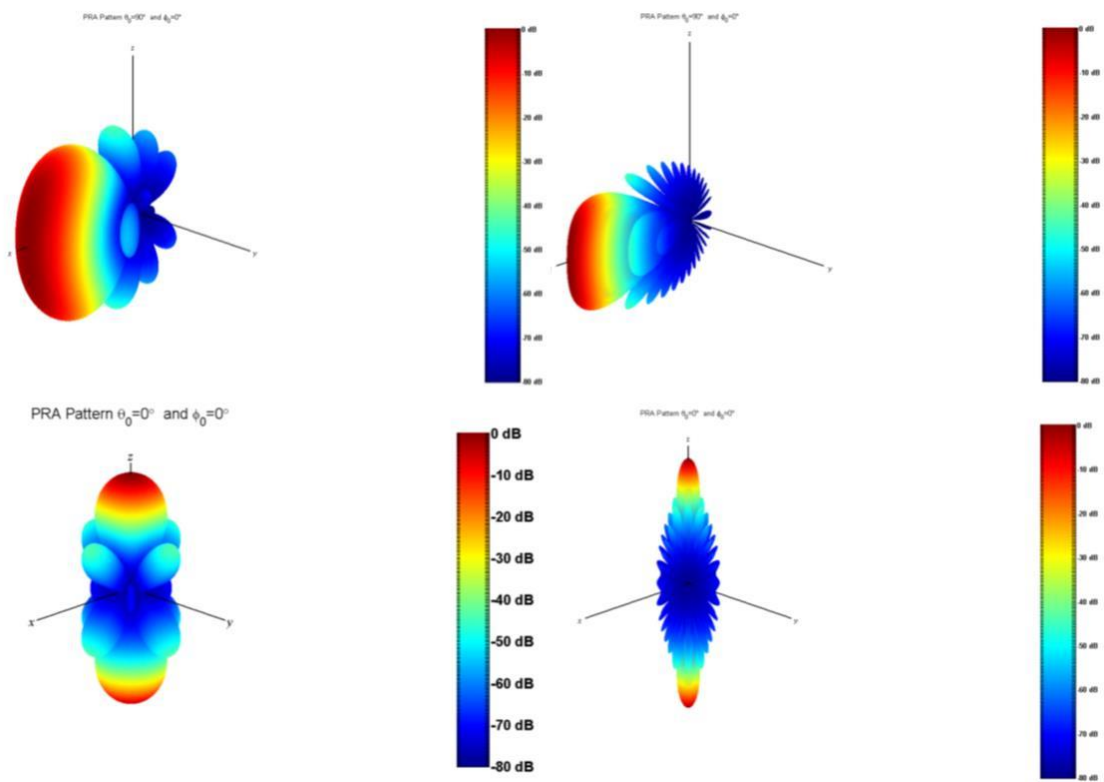 PRA Pattern θ₀=90° and ϕ₀=0°
z
x
y
0 dB
-10 dB
-20 dB
-30 dB
-40 dB
-50 dB
-60 dB
-70 dB
-80 dB
PRA Pattern θ₀=90° and ϕ₀=0°
z
y
0 dB
-10 dB
-20 dB
-30 dB
-40 dB
-50 dB
-60 dB
-70 dB
-80 dB
PRA Pattern θ₀=0° and ϕ₀=0°
z
x
y
0 dB
-10 dB
-20 dB
-30 dB
-40 dB
-50 dB
-60 dB
-70 dB
-80 dB
PRA Pattern θ₀=0° and ϕ₀=0°
z
x
y
0 dB
-10 dB
-20 dB
-30 dB
-40 dB
-50 dB
-60 dB
-70 dB
-80 dB